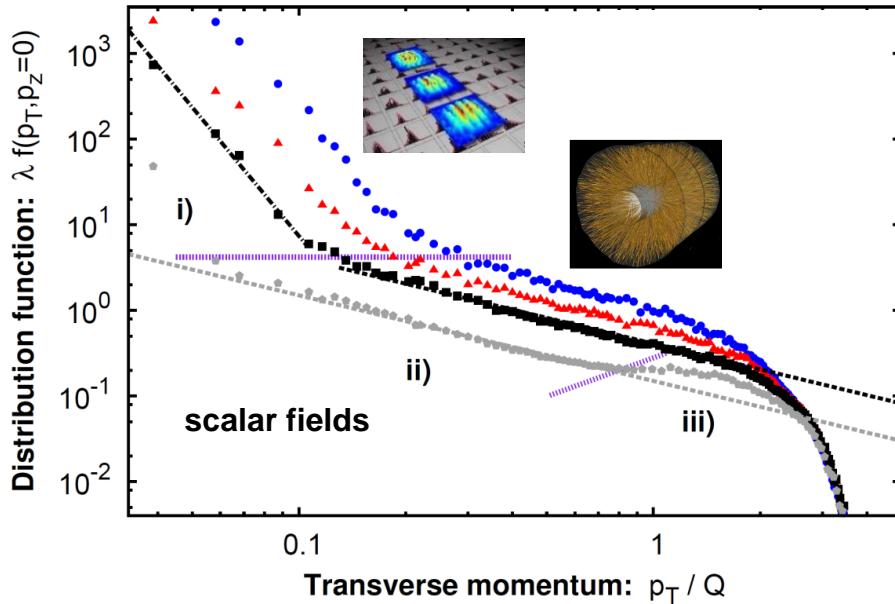 Distribution function: λ f(p_T,p_z=0)
10^3
10^2
10^1
10^0
10^-1
10^-2
i)
ii)
iii)
scalar fields
0.1
1
Transverse momentum: p_T / Q